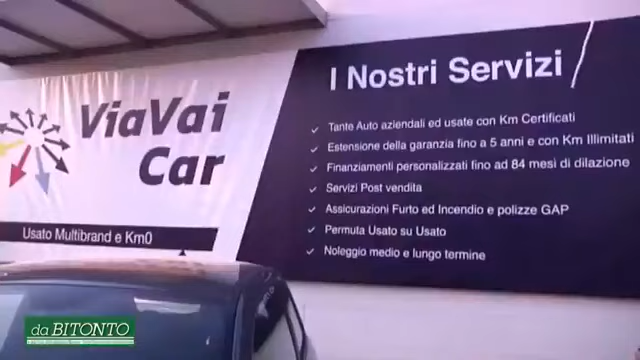 ViaVai
Car
Usato Multibrand e Km0
I Nostri Servizi
Tante Auto aziendali ed usate con Km Certificati
Estensione della garanzia fino a 5 anni e con Km Illimitati
Finanziamenti personalizzati fino ad 84 mesi di dilazione
Servizi Post vendita
Assicurazioni Furto ed Incendio e polizze GAP
Permuta Usato su Usato
Noleggio medio e lungo termine
da BITONTO